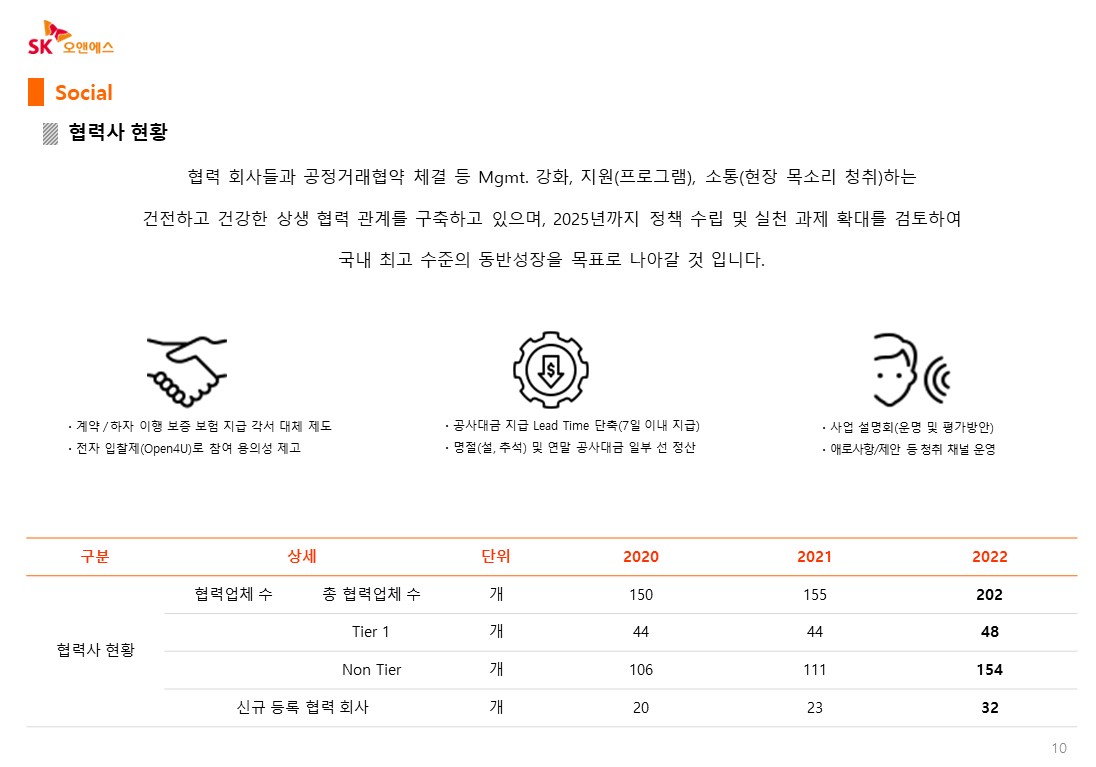 SK 오앤에스
Social
협력사 현황
협력 회사들과 공정거래협약 체결 등 Mgmt. 강화, 지원(프로그램), 소통(현장 목소리 청취)하는
건전하고 건강한 상생 협력 관계를 구축하고 있으며, 2025년까지 정책 수립 및 실천 과제 확대를 검토하여
국내 최고 수준의 동반성장을 목표로 나아갈 것 입니다.
· 계약 / 하자 이행 보증 보험 지급 각서 대체 제도
· 전자 입찰제(Open4U)로 참여 용의성 제고
$
· 공사대금 지급 Lead Time 단축(7일 이내 지급)
· 명절(설, 추석) 및 연말 공사대금 일부 선 정산
· 사업 설명회(운명 및 평가방안)
· 애로사항/제안 등 청취 채널 운영
구분 상세 단위 2020 2021 2022
협력사 현황
협력업체 수 총 협력업체 수 개 150 155 202
Tier 1 개 44 44 48
Non Tier 개 106 111 154
신규 등록 협력 회사 개 20 23 32
10